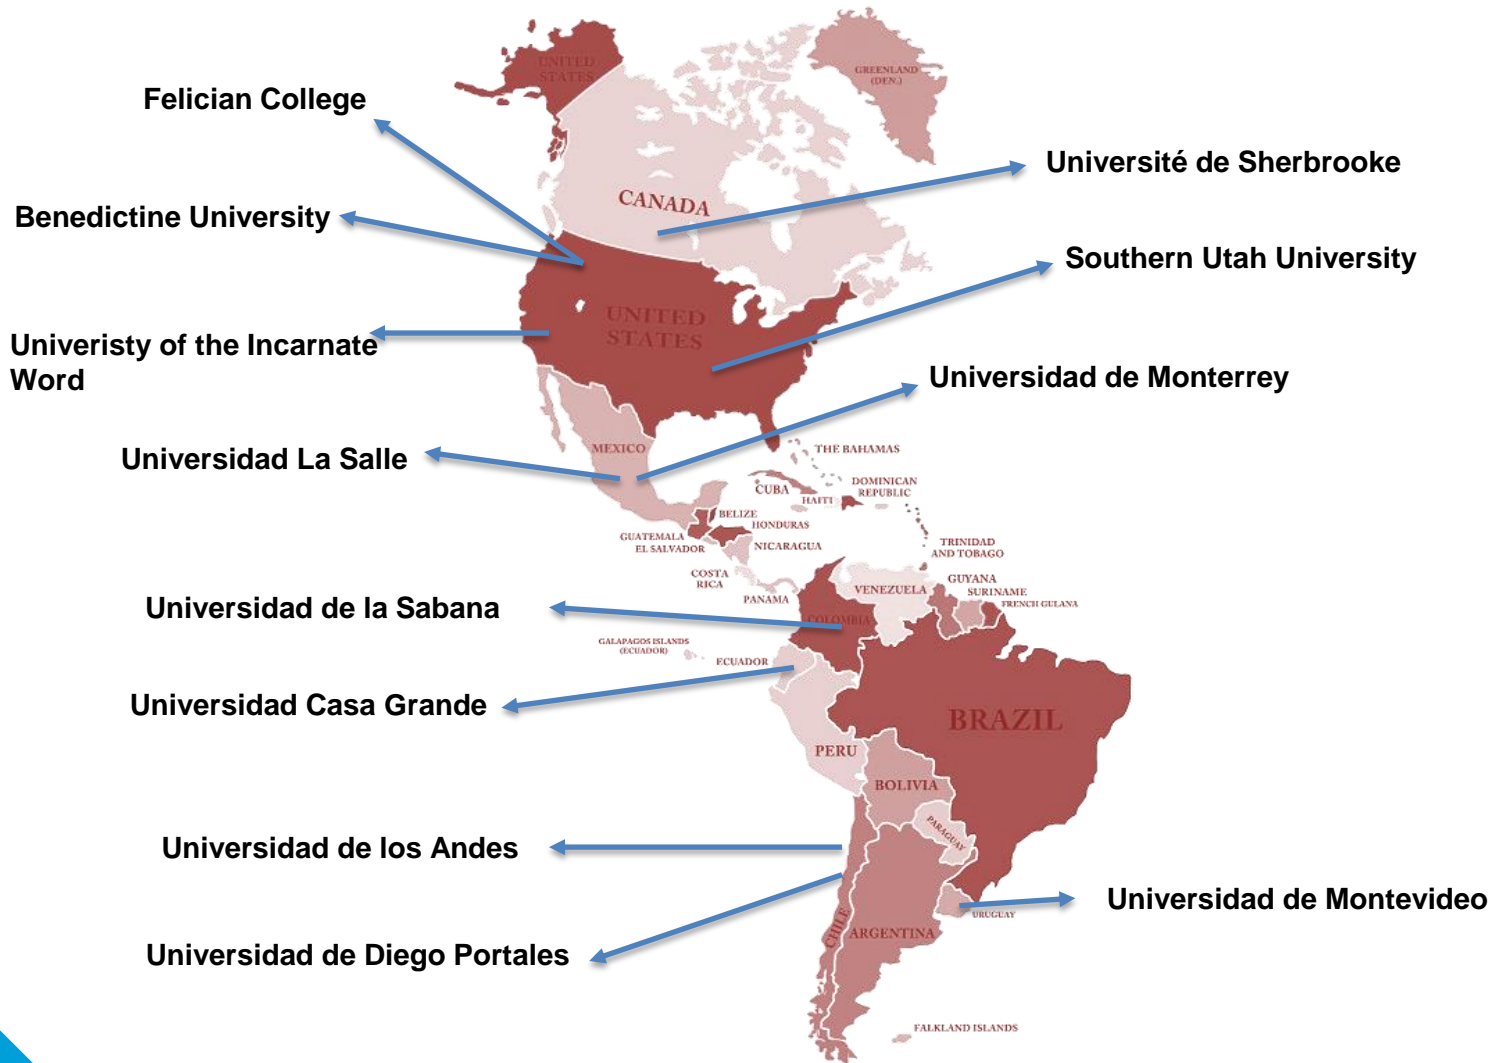 UNITED
STATES
GREENLAND
(DEN.)
Felician College
Université de Sherbrooke
CANADA
Benedictine University
Southern Utah University
UNITED
STATES
Univeristy of the Incarnate
Word
Universidad de Monterrey
MEXICO
THE BAHAMAS
Universidad La Salle
CUBA
HAITI
DOMINICAN
REPUBLIC
BELIZE
HONDURAS
GUATEMALA
EL SALVADOR
NICARAGUA
TRINIDAD
AND TOBAGO
COSTA
RICA
PANAMA
VENEZUELA
GUYANA
SURINAME
FRENCH GUIANA
Universidad de la Sabana
COLOMBIA
GALAPAGOS ISLANDS
(ECUADOR)
ECUADOR
Universidad Casa Grande
BRAZIL
PERU
BOLIVIA
PARAGUAY
Universidad de los Andes
Universidad de Montevideo
URUGUAY
CHILE
ARGENTINA
Universidad de Diego Portales
FALKLAND ISLANDS